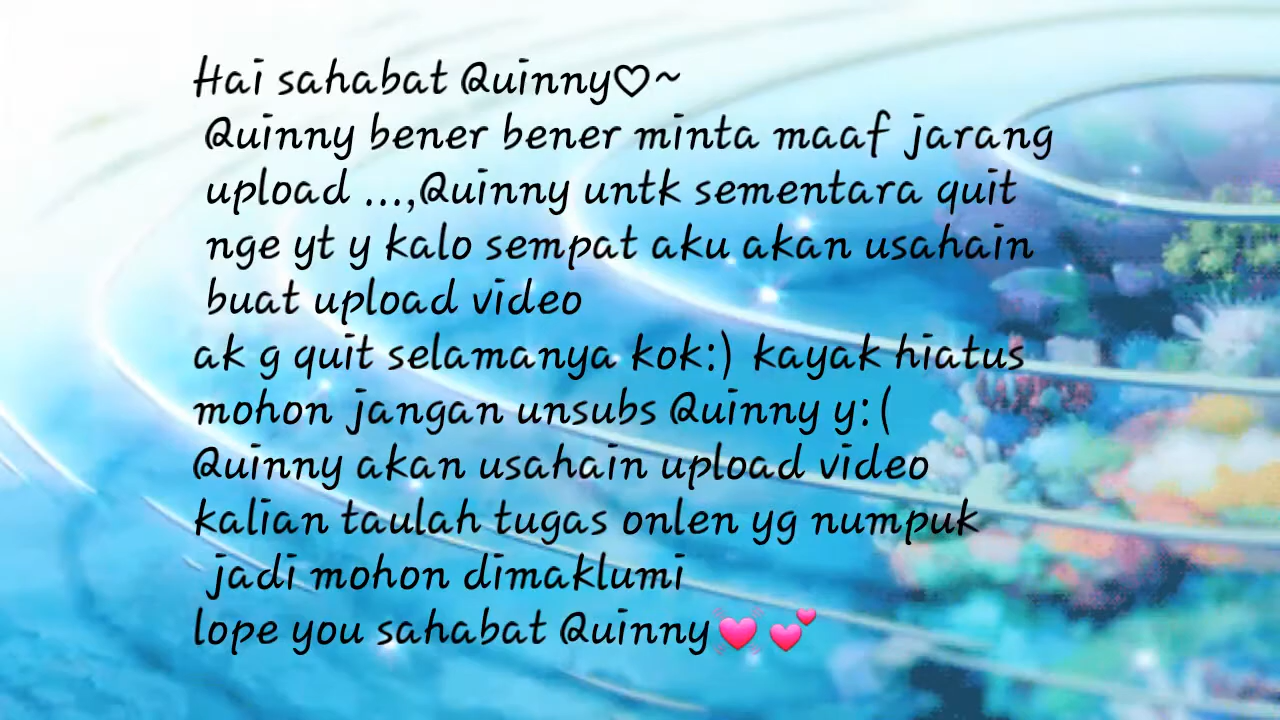 Hai sahabat Quinny♡~
Quinny bener bener minta maaf jarang
upload ...,Quinny untk sementara quit
nge yt y kalo sempat aku akan usahain
buat upload video
ak g quit selamanya kok:) kayak hiatus
mohon jangan unsubs Quinny y:(
Quinny akan usahain upload video
kalian taulah tugas onlen yg numpuk
jadi mohon dimaklumi
lope you sahabat Quinny💓💕